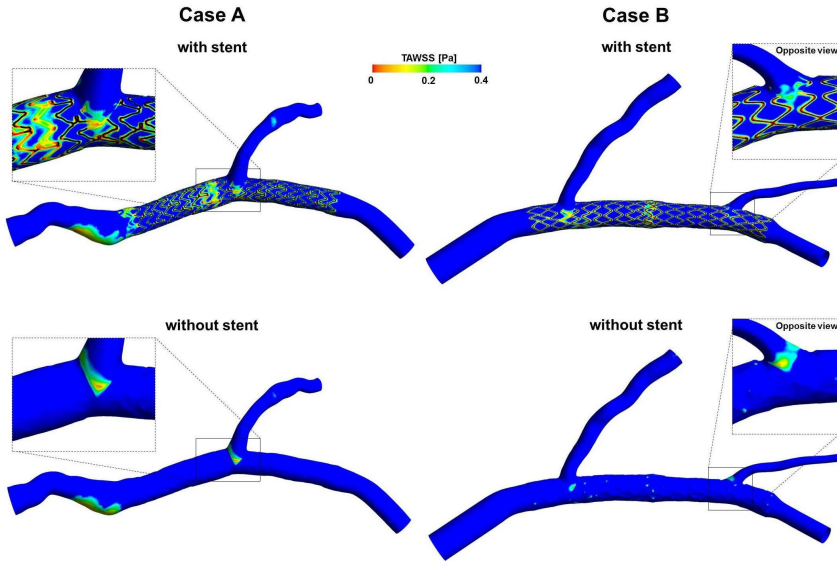 Case A
Case B
with stent
with stent
TAWSS [Pa]
0
0.2
0.4
Opposite view
without stent
without stent
Opposite view